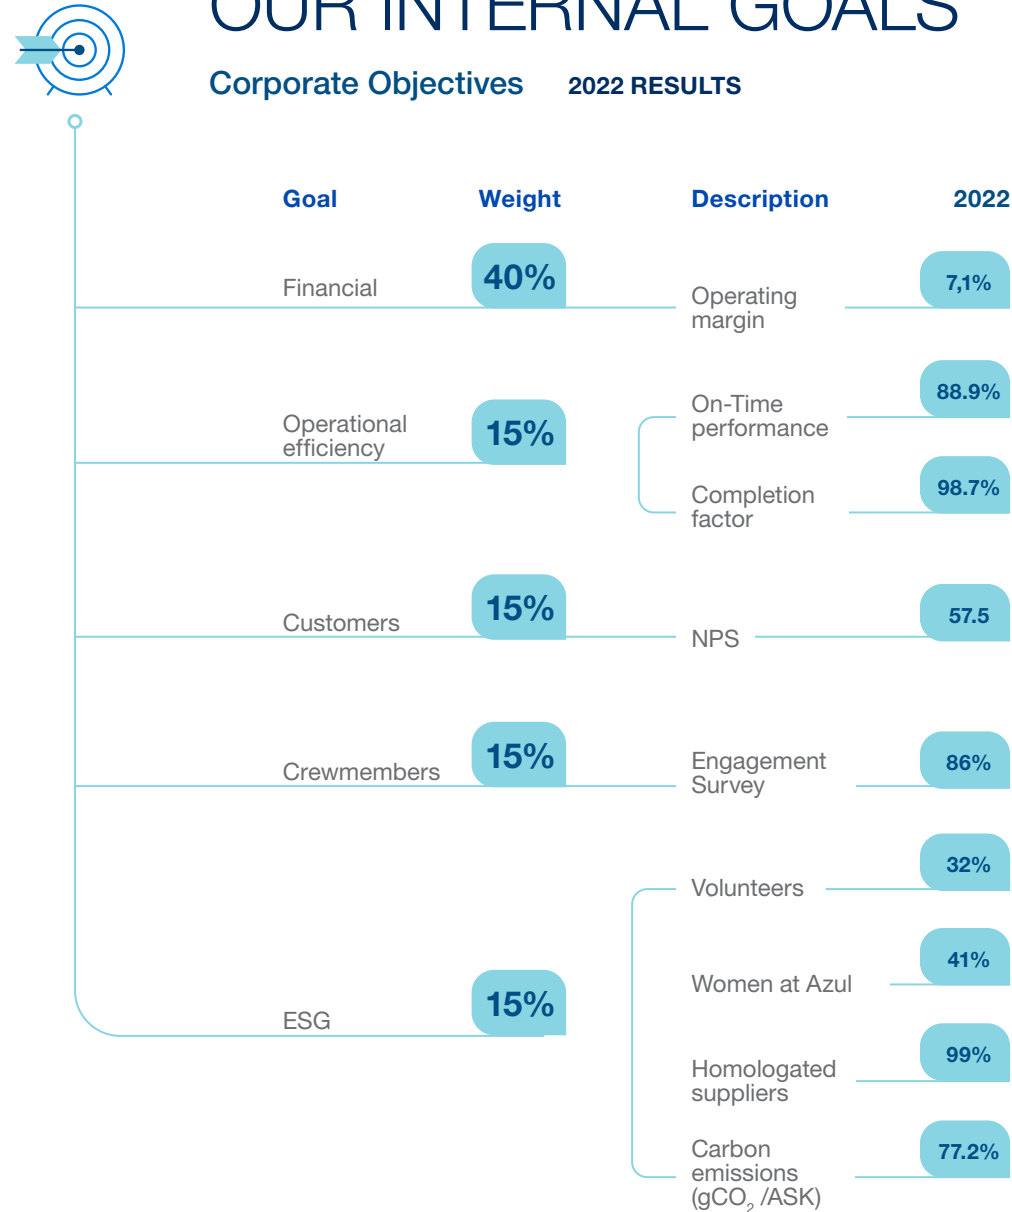 OUR INTERNAL GOALS
Corporate Objectives 2022 RESULTS
Goal Weight Description 2022
Financial 40% Operating margin 7,1%
Operational efficiency 15% On-Time performance 88.9%
Completion factor 98.7%
Customers 15% NPS 57.5
Crewmembers 15% Engagement Survey 86%
ESG 15% Volunteers 32%
Women at Azul 41%
Homologated suppliers 99%
Carbon emissions (gCO₂ /ASK) 77.2%